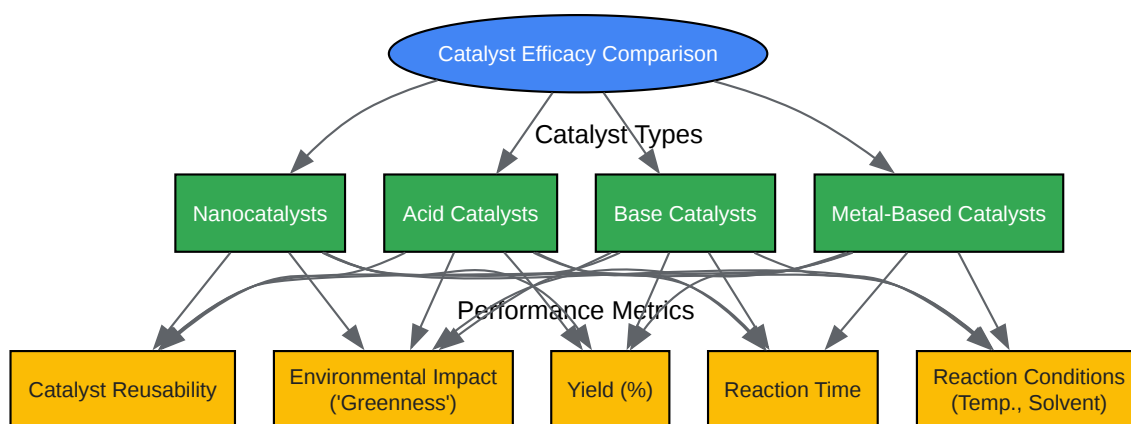 Catalyst Efficacy Comparison
Catalyst Types
Nanocatalysts
Acid Catalysts
Base Catalysts
Metal-Based Catalysts
Performance Metrics
Catalyst Reusability
Environmental Impact
('Greenness')
Yield (%)
Reaction Time
Reaction Conditions
(Temp., Solvent)